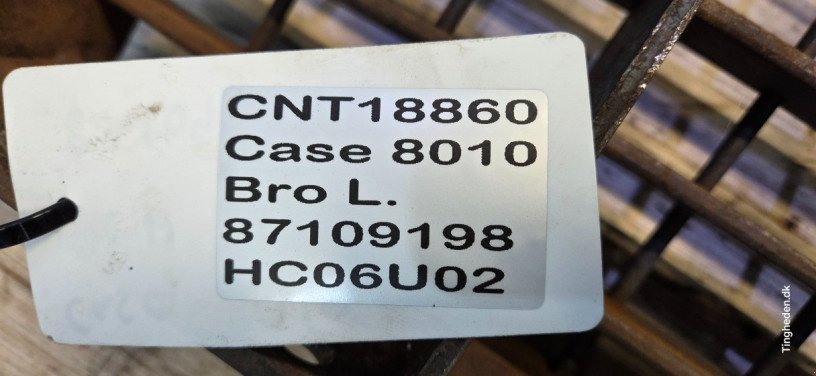 CNT18860
Case 8010
Bro L.
87109198
HC06U02
Tingheden.dk